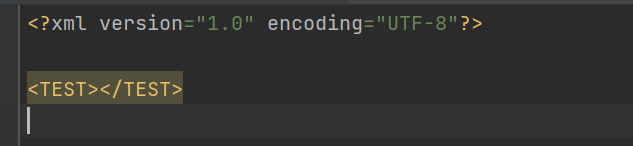 <?xml version="1.0" encoding="UTF-8"?>
<TEST></TEST>